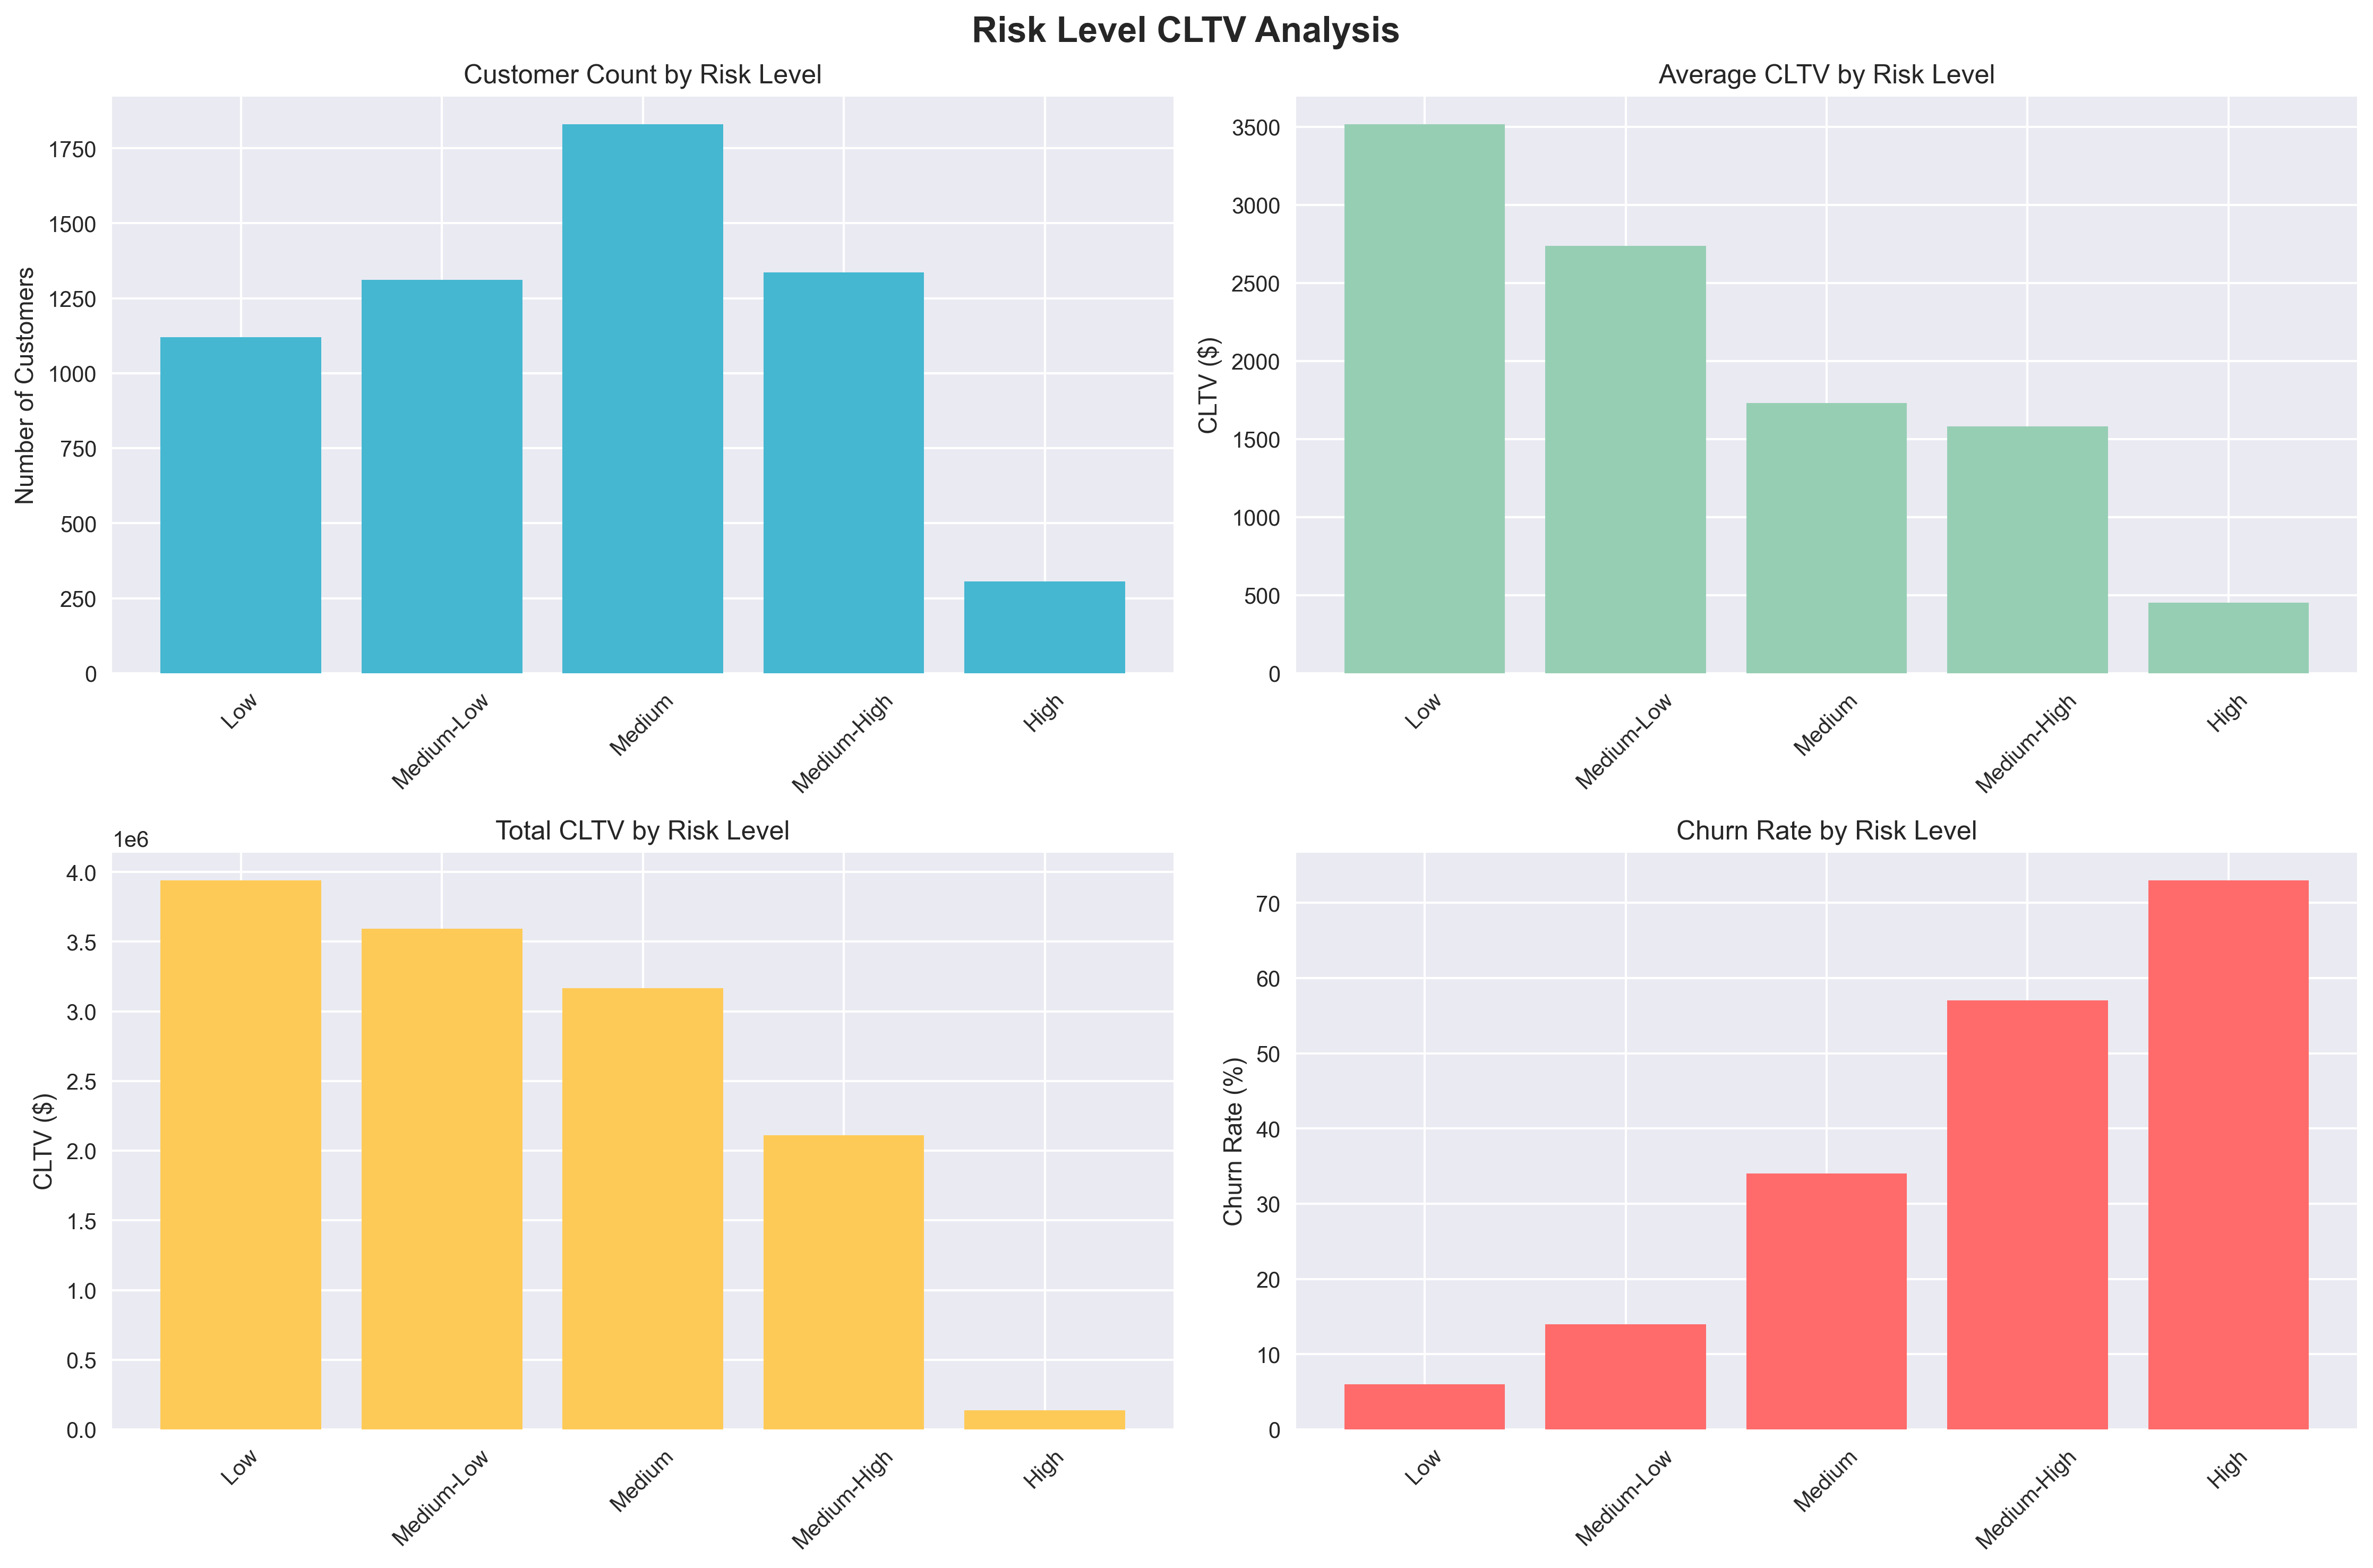 Risk Level CLTV Analysis
Customer Count by Risk Level
Number of Customers
1750
1500
1250
1000
750
500
250
0
Low
Medium-Low
Medium
Medium-High
High
Average CLTV by Risk Level
CLTV ($)
3500
3000
2500
2000
1500
1000
500
0
Low
Medium-Low
Medium
Medium-High
High
Total CLTV by Risk Level
1e6
CLTV ($)
4.0
3.5
3.0
2.5
2.0
1.5
1.0
0.5
0.0
Low
Medium-Low
Medium
Medium-High
High
Churn Rate by Risk Level
Churn Rate (%)
70
60
50
40
30
20
10
0
Low
Medium-Low
Medium
Medium-High
High